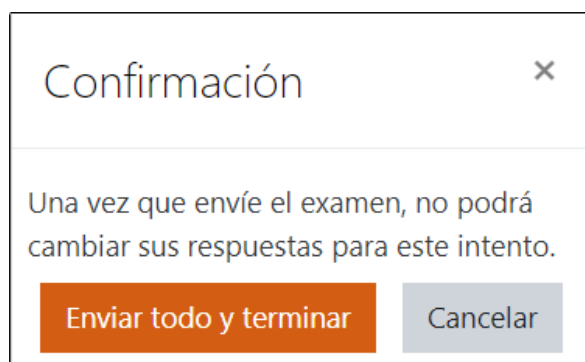 Confirmación
×
Una vez que envíe el examen, no podrá
cambiar sus respuestas para este intento.
Enviar todo y terminar
Cancelar